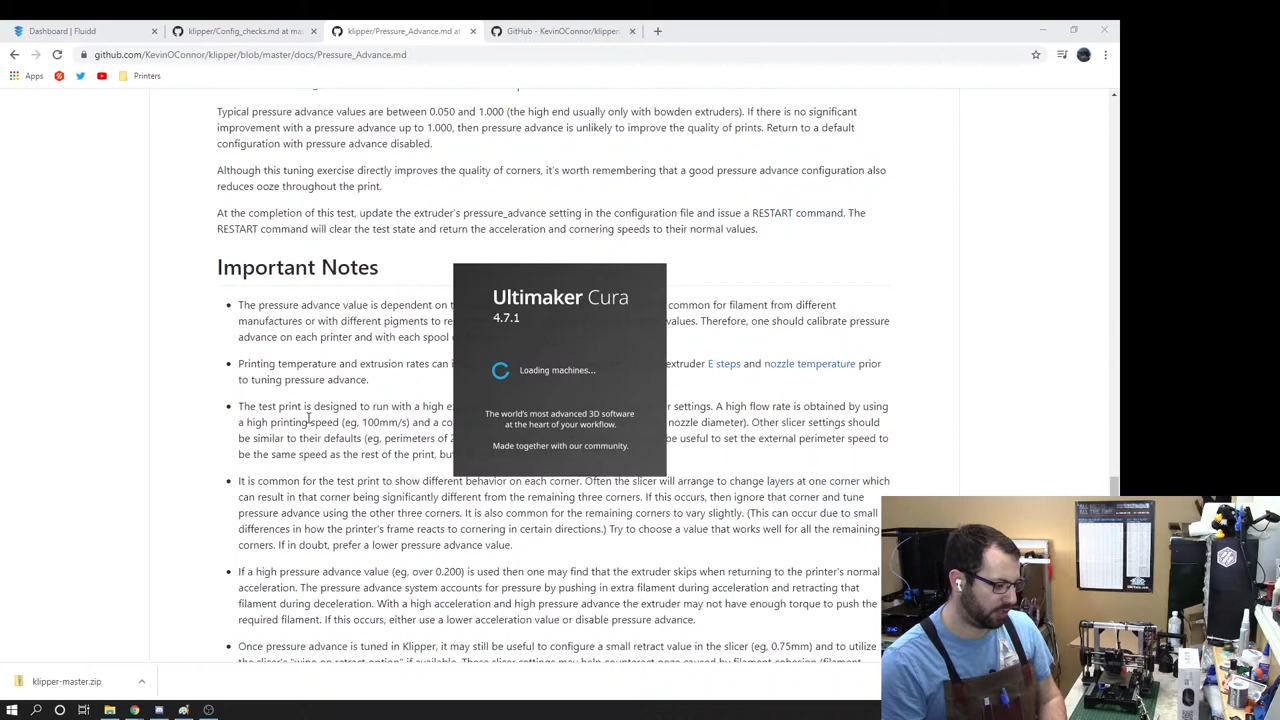 Dashboard | Fluidd
klipper/Config_checks.md at mas
klipper/Pressure_Advance.md at
GitHub - KevinOConnor/klipper:
github.com/KevinOConnor/klipper/blob/master/docs/Pressure_Advance.md
Apps
Printers
Typical pressure advance values are between 0.050 and 1.000 (the high end usually only with bowden extruders). If there is no significant
improvement with a pressure advance up to 1.000, then pressure advance is unlikely to improve the quality of prints. Return to a default
configuration with pressure advance disabled.
Although this tuning exercise directly improves the quality of corners, it's worth remembering that a good pressure advance configuration also
reduces ooze throughout the print.
At the completion of this test, update the extruder's pressure_advance setting in the configuration file and issue a RESTART command. The
RESTART command will clear the test state and return the acceleration and cornering speeds to their normal values.
Important Notes
The pressure advance value is dependent on common for filament from different
manufactures or with different pigments to values. Therefore, one should calibrate pressure
advance on each printer and with each spool
Printing temperature and extrusion rates can extruder E steps and nozzle temperature prior
to tuning pressure advance.
The test print is designed to run with a high settings. A high flow rate is obtained by using
a high printing speed (eg, 100mm/s) and a nozzle diameter). Other slicer settings should
be similar to their defaults (eg, perimeters of be useful to set the external perimeter speed to
be the same speed as the rest of the print,
It is common for the test print to show different behavior on each corner. Often the slicer will arrange to change layers at one corner which
can result in that corner being significantly different from the remaining three corners. If this occurs, then ignore that corner and tune
pressure advance using the other three corners. It is also common for the remaining corners to vary slightly. (This can occur due to small
differences in how the printer's frame reacts to cornering in certain directions.) Try to choose a value that works well for all the remaining
corners. If in doubt, prefer a lower pressure advance value.
If a high pressure advance value (eg, over 0.200) is used then one may find that the extruder skips when returning to the printer's normal
acceleration. The pressure advance system accounts for pressure by pushing in extra filament during acceleration and retracting that
filament during deceleration. With a high acceleration and high pressure advance the extruder may not have enough torque to push the
required filament. If this occurs, either use a lower acceleration value or disable pressure advance.
Once pressure advance is tuned in Klipper, it may still be useful to configure a small retract value in the slicer (eg, 0.75mm) and to utilize
the slicer's "wipe on retract option" if available. These slicer settings may help counteract ooze caused by filament cohesion (filament
Ultimaker Cura
4.7.1
Loading machines...
The world's most advanced 3D software
at the heart of your workflow.
Made together with our community.
klipper-master.zip